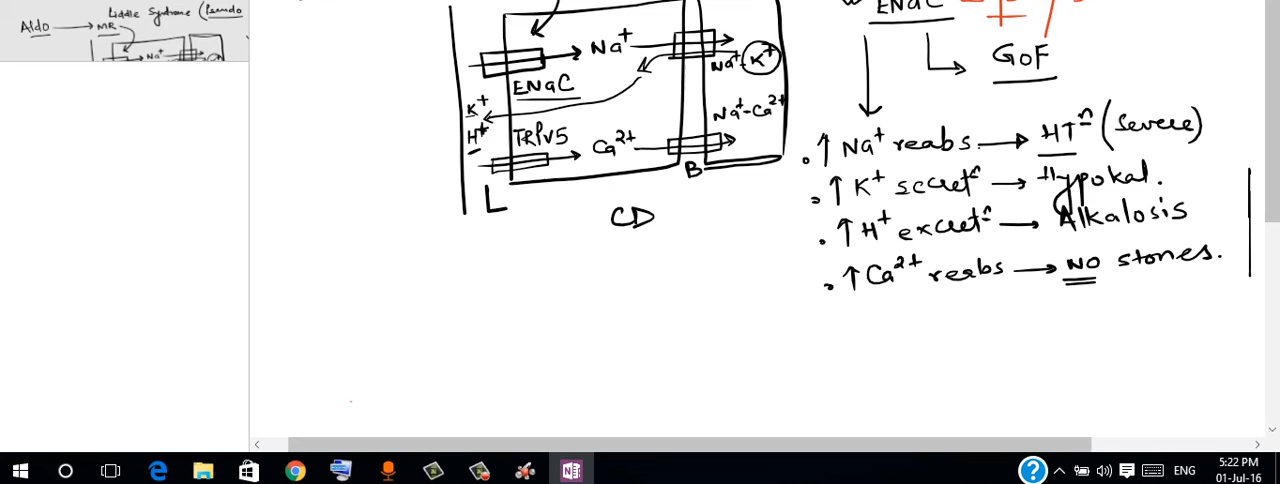 Liddle Syndrome (Pseudo
Aldo → MR
Na⁺
ENaC
GoF
Na⁺
Na⁺-K⁺
ENaC
K⁺
H⁺
TRPV5
Ca²⁺
Na⁺-Ca²⁺
L
B
CD
. ↑ Na⁺ reabs → HTⁿ (Severe)
. ↑ K⁺ secretⁿ → Hypokal.
. ↑ H⁺ excretⁿ → Alkalosis
. ↑ Ca²⁺ reabs → NO stones.
ENG
5:22 PM
01-Jul-16